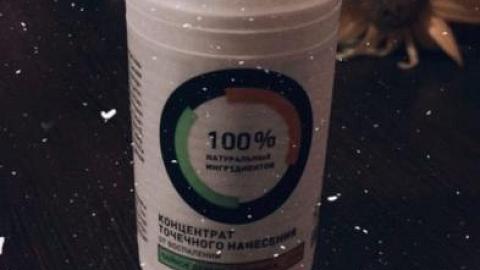 100%
НАТУРАЛЬНЫХ
ИНГРЕДИЕНТОВ
КОНЦЕНТРАТ
ТОЧЕЧНОГО НАНЕСЕНИЯ
ОТ ВОСПАЛЕНИЙ